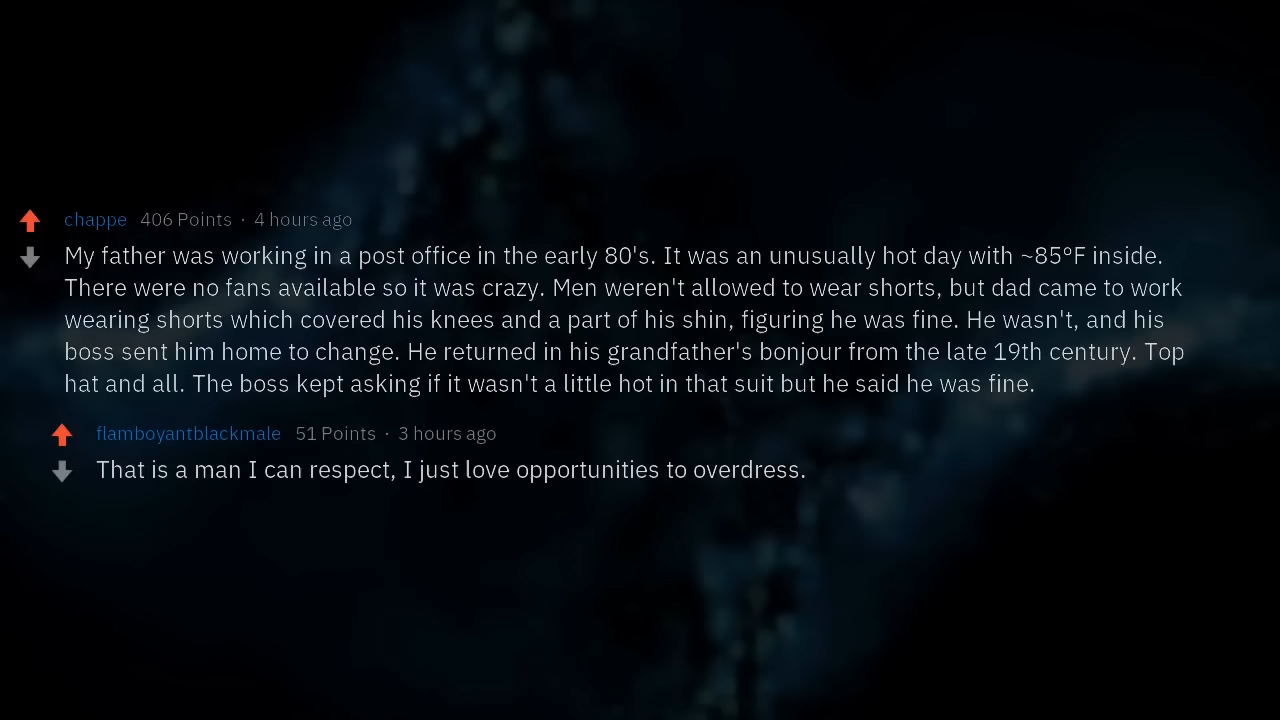 chappe 406 Points · 4 hours ago
My father was working in a post office in the early 80's. It was an unusually hot day with ~85ºF inside.
There were no fans available so it was crazy. Men weren't allowed to wear shorts, but dad came to work
wearing shorts which covered his knees and a part of his shin, figuring he was fine. He wasn't, and his
boss sent him home to change. He returned in his grandfather's bonjour from the late 19th century. Top
hat and all. The boss kept asking if it wasn't a little hot in that suit but he said he was fine.
flamboyantblackmale 51 Points · 3 hours ago
That is a man I can respect, I just love opportunities to overdress.